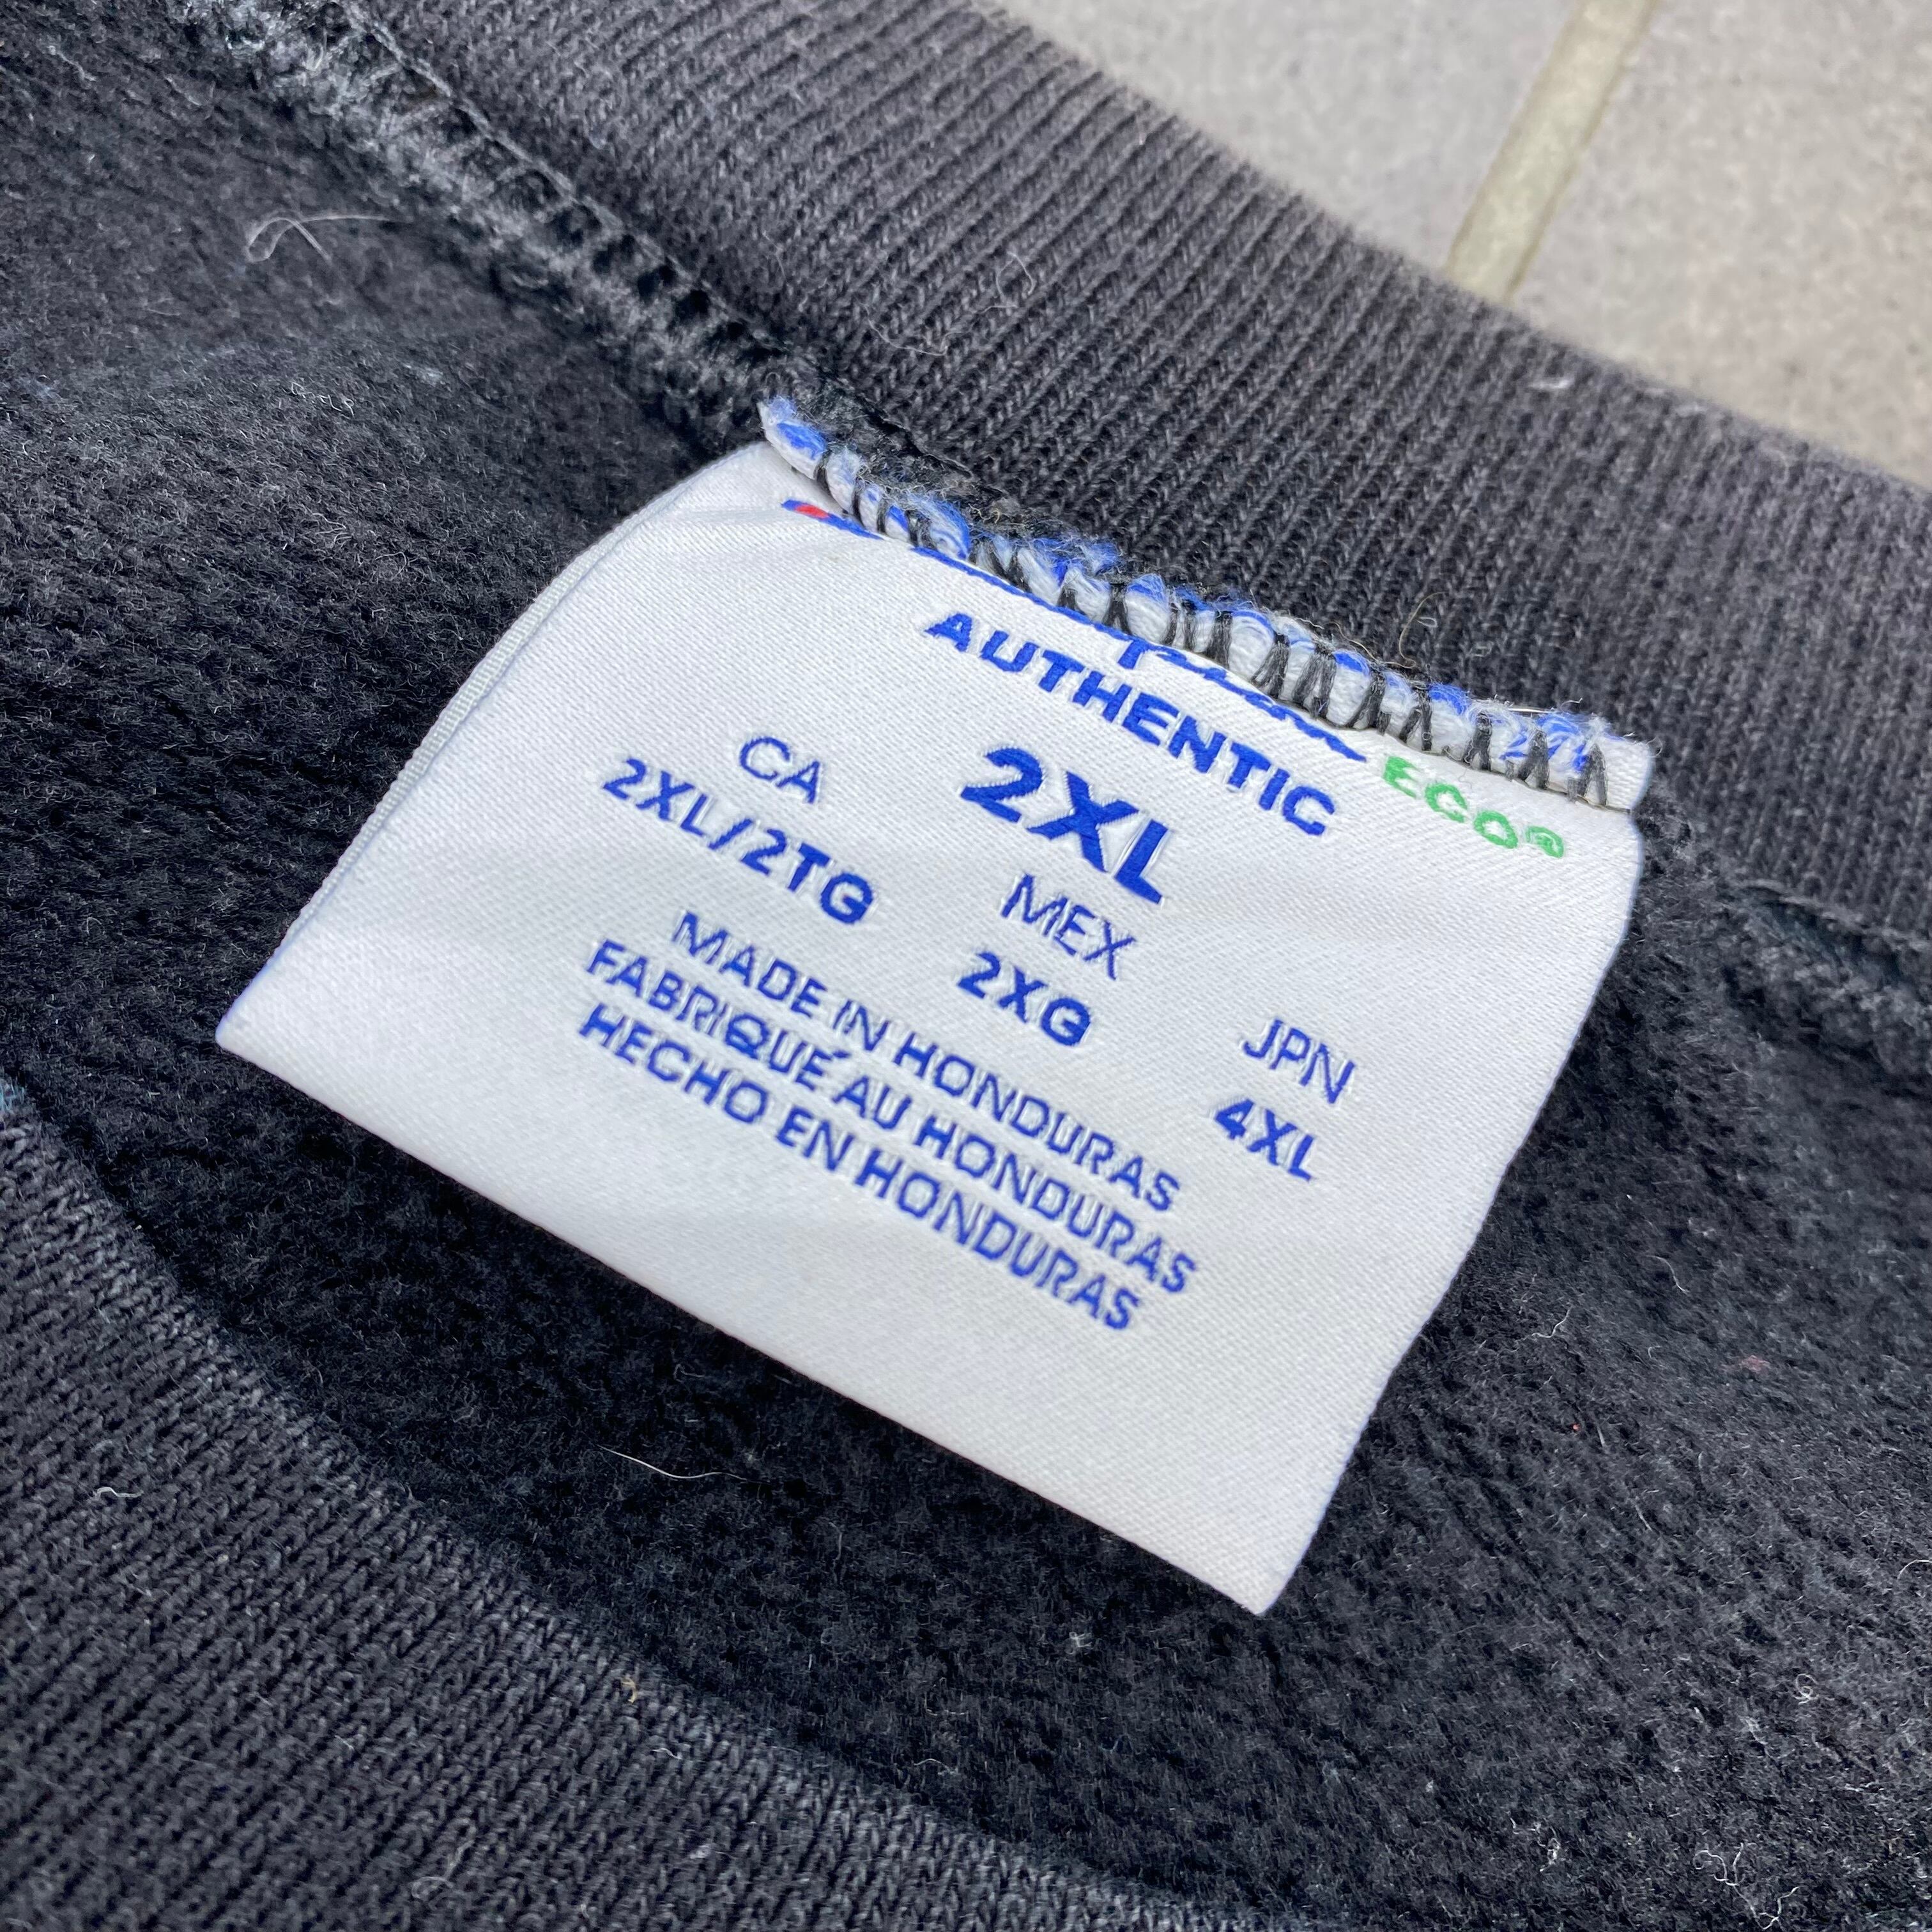 AUTHENTIC
ECO®
2XL
CA
2XL/2TG
MEX
2XG
JPN
4XL
MADE IN HONDURAS
FABRIQUÉ AU HONDURAS
HECHO EN HONDURAS